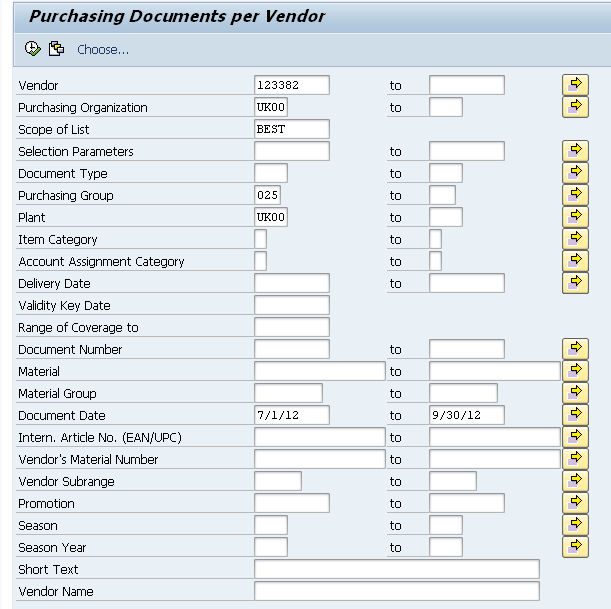 Purchasing Documents per Vendor
Choose...
Vendor 123382 to
Purchasing Organization UK00 to
Scope of List BEST
Selection Parameters to
Document Type to
Purchasing Group 025 to
Plant UK00 to
Item Category to
Account Assignment Category to
Delivery Date to
Validity Key Date
Range of Coverage to
Document Number to
Material to
Material Group to
Document Date 7/1/12 to 9/30/12
Intern. Article No. (EAN/UPC) to
Vendor's Material Number to
Vendor Subrange to
Promotion to
Season to
Season Year to
Short Text
Vendor Name